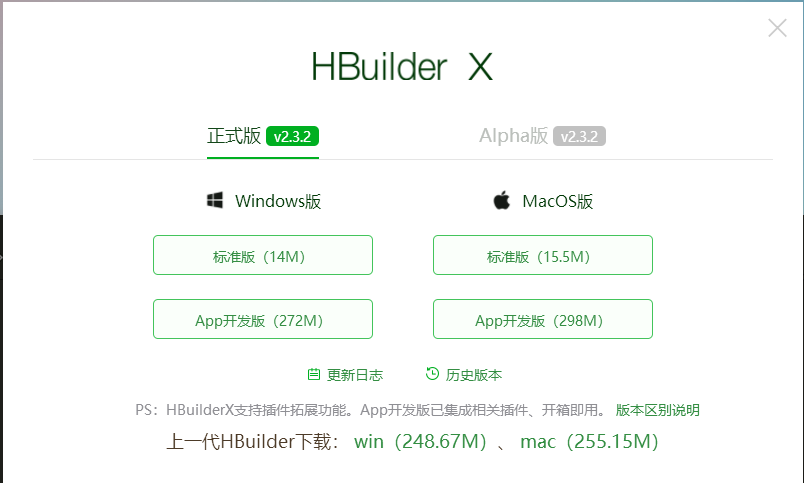 HBuilder X
正式版 v2.3.2 Alpha版 v2.3.2
Windows版 MacOS版
标准版（14M） 标准版（15.5M）
App开发版（272M） App开发版（298M）
更新日志 历史版本
PS：HBuilderX支持插件拓展功能。App开发版已集成相关插件、开箱即用。 版本区别说明
上一代HBuilder下载： win（248.67M）、 mac（255.15M）